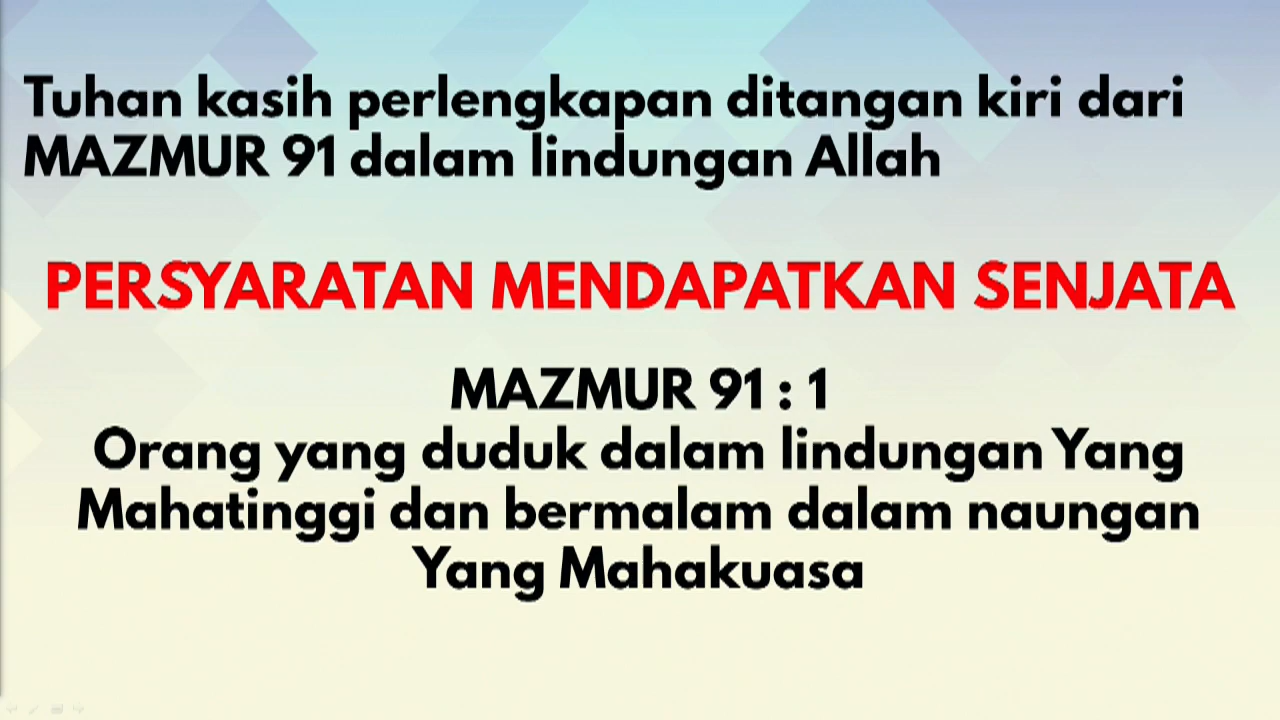 Tuhan kasih perlengkapan ditangan kiri dari
MAZMUR 91 dalam lindungan Allah
PERSYARATAN MENDAPATKAN SENJATA
MAZMUR 91 : 1
Orang yang duduk dalam lindungan Yang
Mahatinggi dan bermalam dalam naungan
Yang Mahakuasa